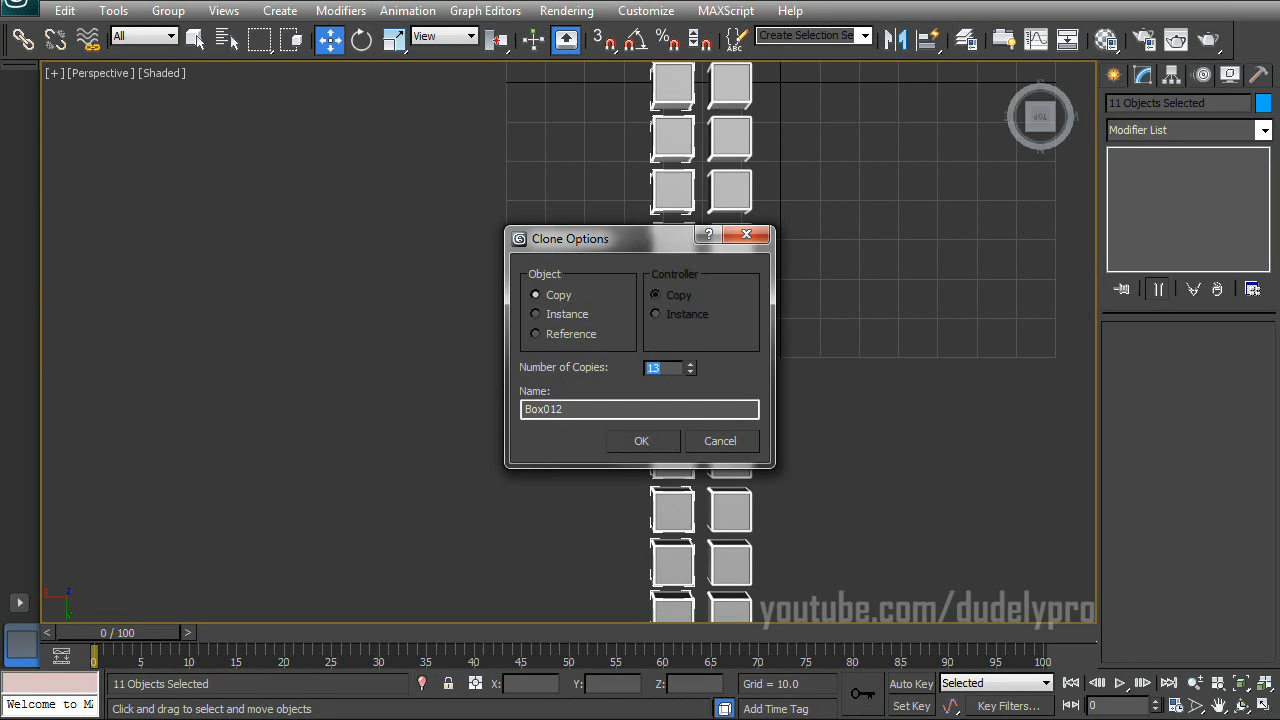 Edit Tools Group Views Create Modifiers Animation Graph Editors Rendering Customize MAXScript Help
All View Create Selection Se
[+] [Perspective] [Shaded]
11 Objects Selected
Modifier List
TOP
Clone Options
Object Controller
Copy Copy
Instance Instance
Reference
Number of Copies: 13
Name:
Box012
OK Cancel
youtube.com/dudelypro
< 0 / 100 >
0 5 10 15 20 25 30 35 40 45 50 55 60 65 70 75 80 85 90 95 100
11 Objects Selected X: Y: Z: Grid = 10.0 Auto Key Selected
Welcome to M Click and drag to select and move objects Add Time Tag Set Key Key Filters... 0